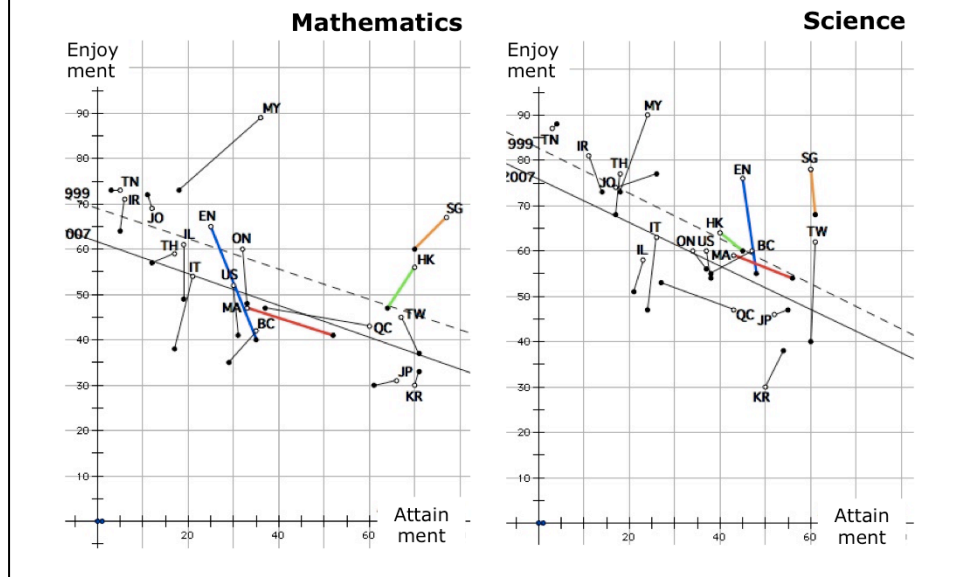 Mathematics
Enjoy
ment
90
80
70
60
50
40
30
20
10
20
40
60
999
007
MY
TN
IR
JO
TH
IL
IT
EN
ON
US
MA
BC
SG
HK
QC
TW
JP
KR
Attain
ment
Science
Enjoy
ment
90
80
70
60
50
40
30
20
10
20
40
60
999
2007
MY
TN
IR
TH
JO
EN
SG
IT
HK
TW
ON
US
MA
BC
IL
QC
JP
KR
Attain
ment